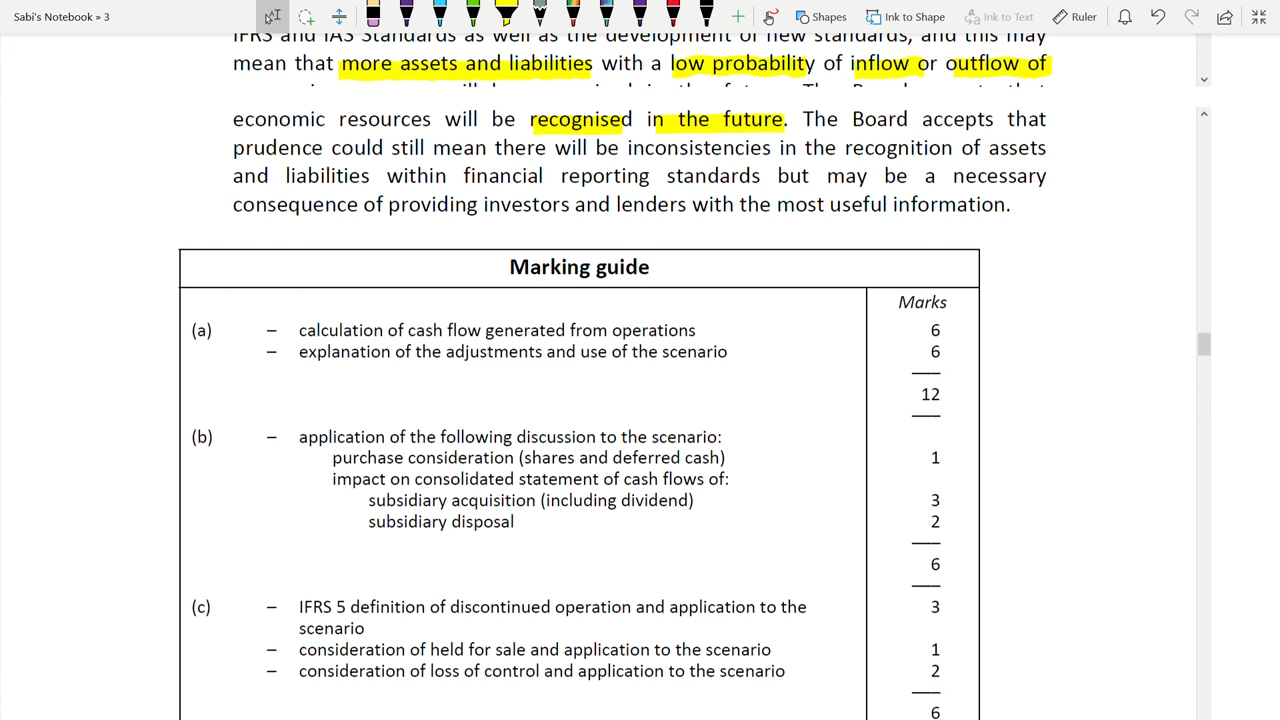 Sabi's Notebook » 3
Shapes
Ink to Shape
Ink to Text
Ruler
IFRS and IAS Standards as well as the development of new standards, and this may
mean that more assets and liabilities with a low probability of inflow or outflow of
economic resources will be recognised in the future. The Board accepts that
prudence could still mean there will be inconsistencies in the recognition of assets
and liabilities within financial reporting standards but may be a necessary
consequence of providing investors and lenders with the most useful information.
Marking guide
Marks
(a) – calculation of cash flow generated from operations 6
– explanation of the adjustments and use of the scenario 6
12
(b) – application of the following discussion to the scenario:
purchase consideration (shares and deferred cash) 1
impact on consolidated statement of cash flows of:
subsidiary acquisition (including dividend) 3
subsidiary disposal 2
6
(c) – IFRS 5 definition of discontinued operation and application to the 3
scenario
– consideration of held for sale and application to the scenario 1
– consideration of loss of control and application to the scenario 2
6